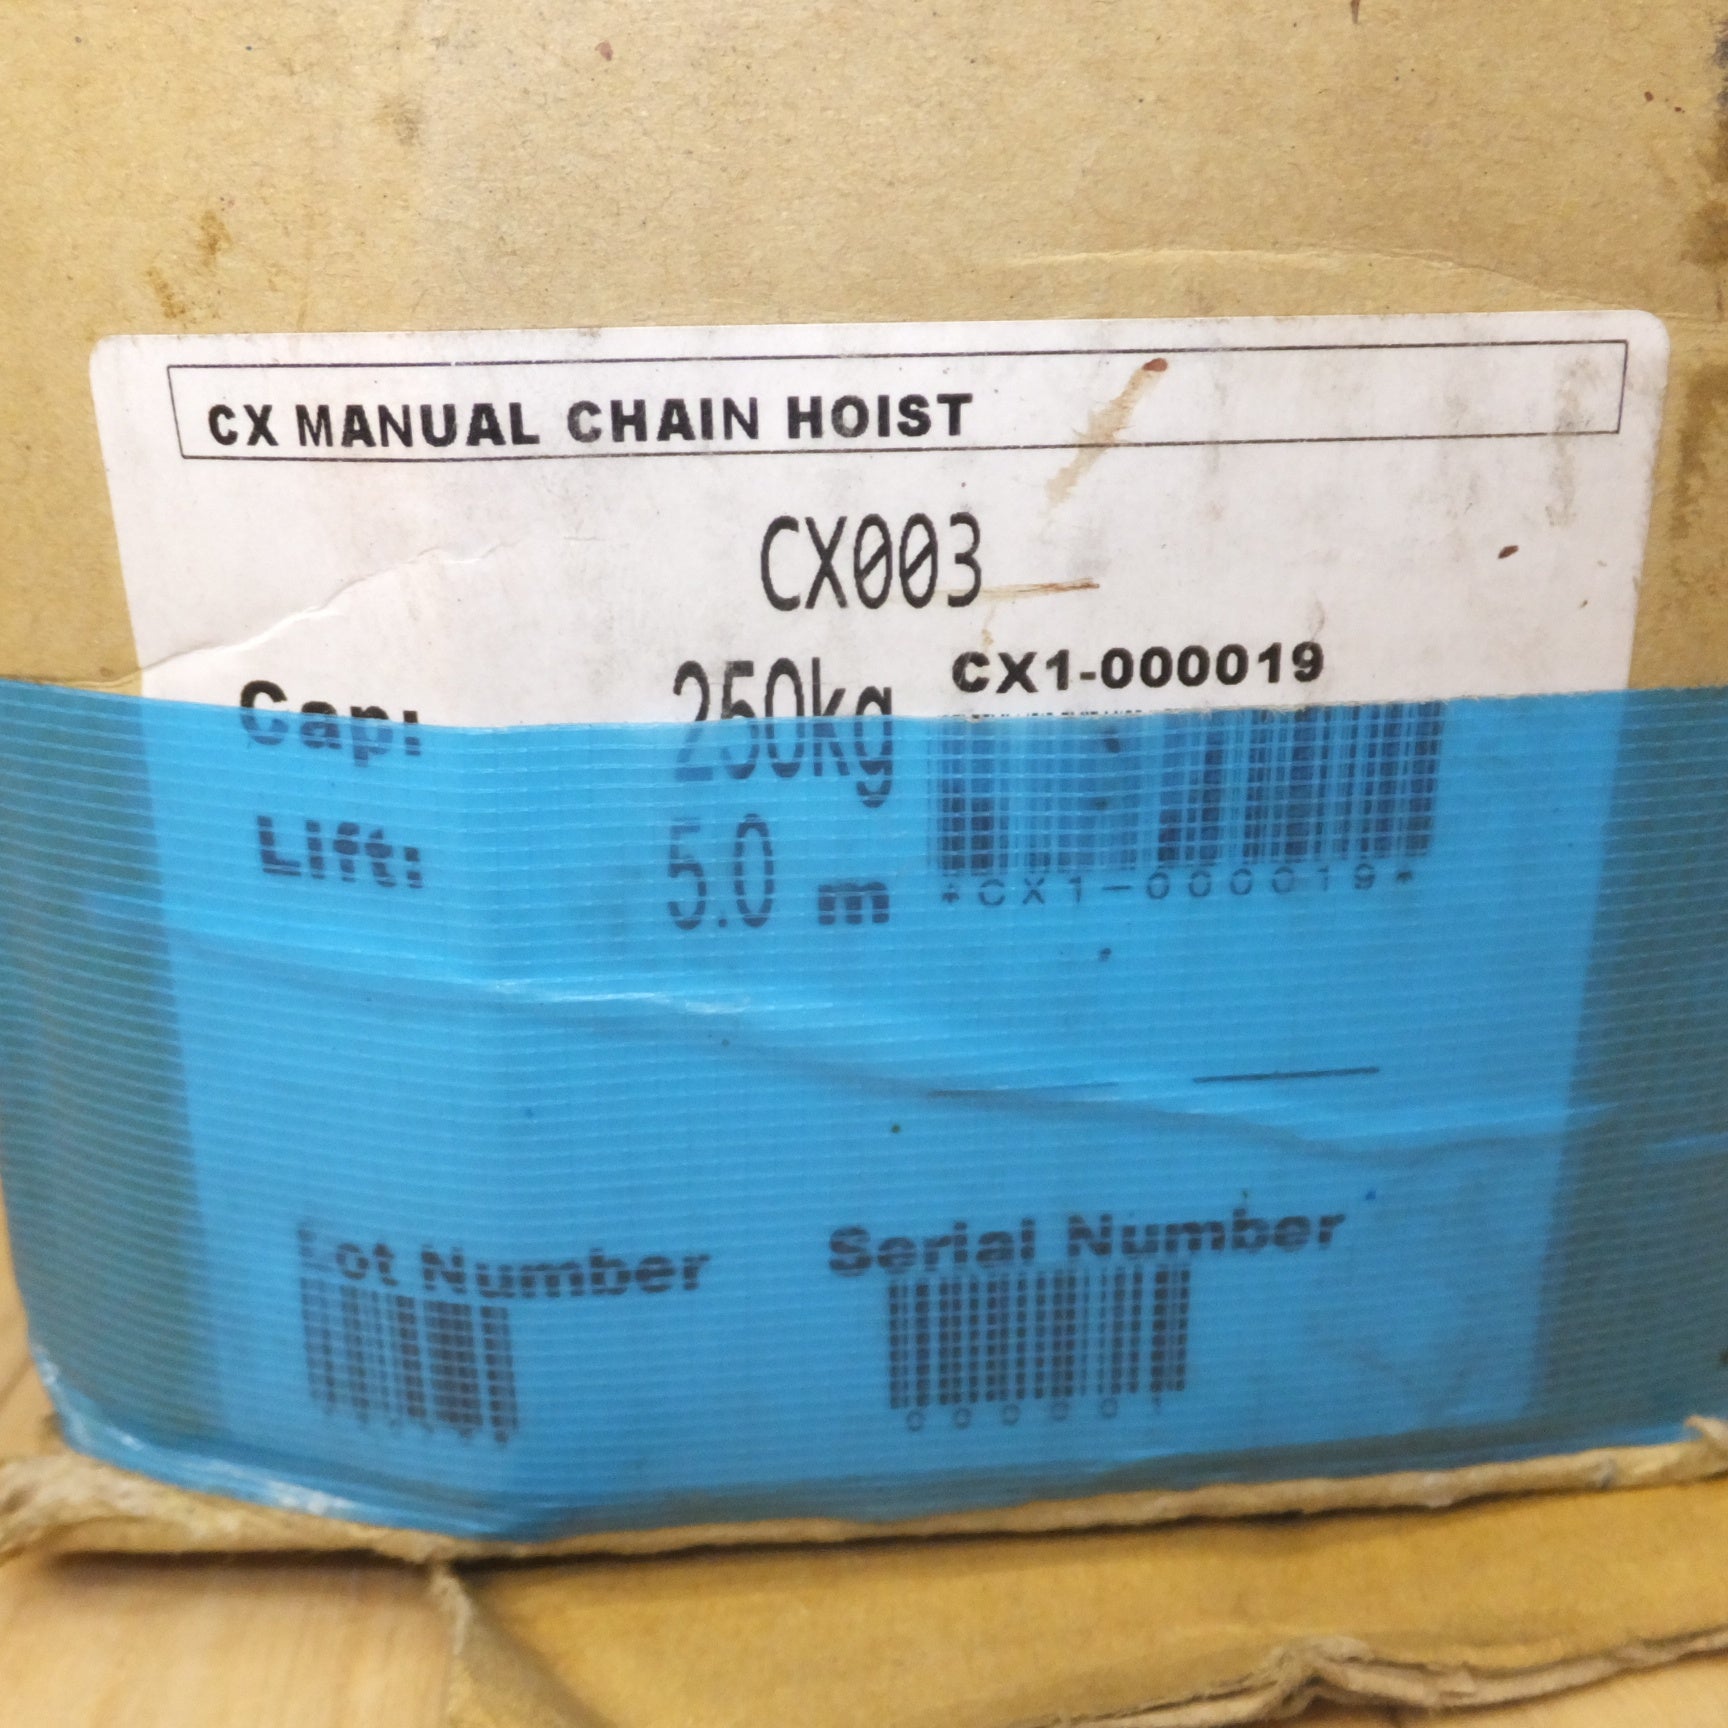 CX MANUAL CHAIN HOIST
CX003
Cap: 250kg
CX1-000019
Lift: 5.0 m
*CX1-000019*
Lot Number
Serial Number